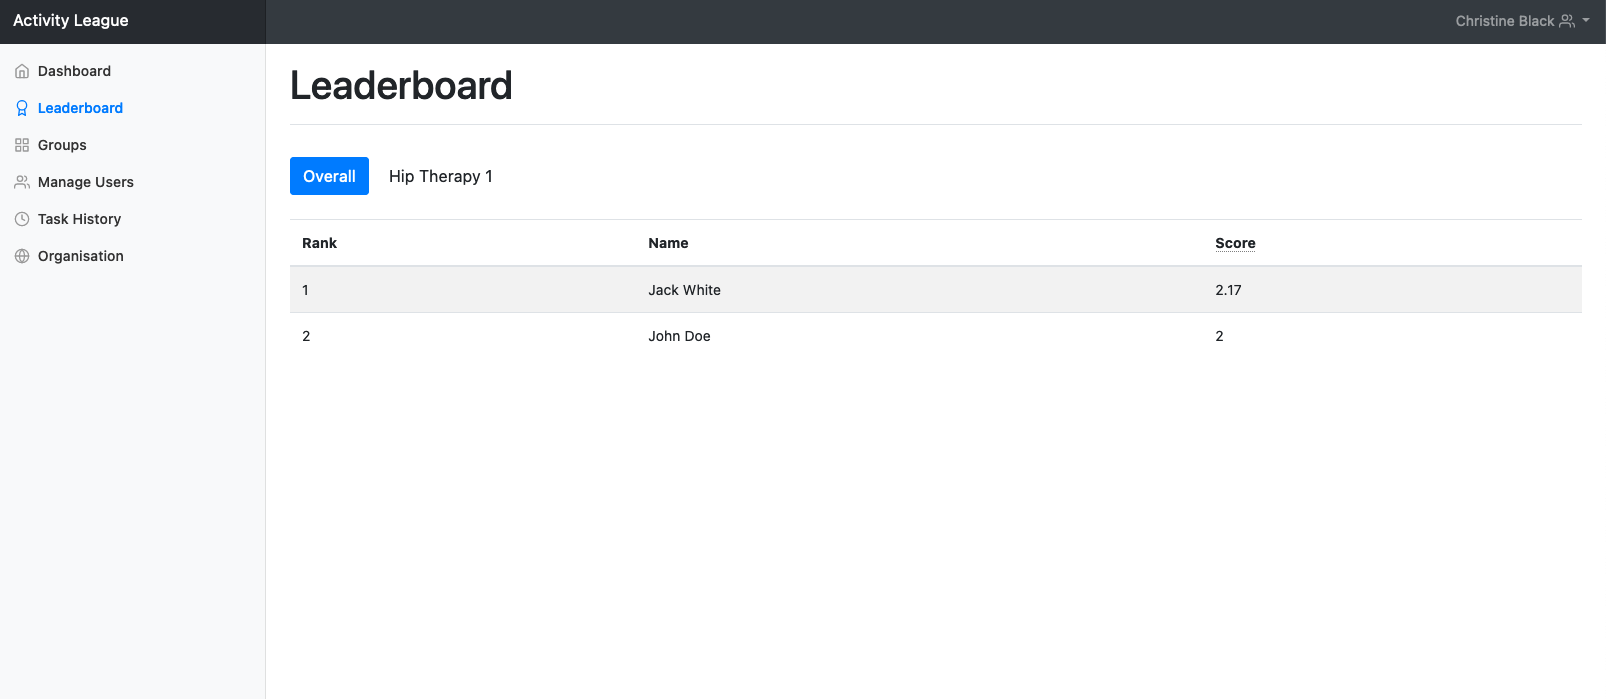 Activity League
Christine Black
Dashboard
Leaderboard
Groups
Manage Users
Task History
Organisation
Leaderboard
Overall Hip Therapy 1
Rank Name Score
1 Jack White 2.17
2 John Doe 2